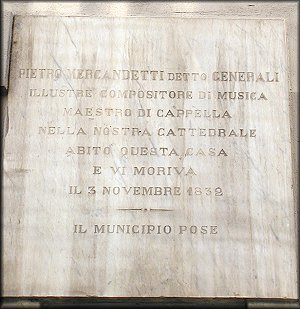 PIETRO MERCANDETTI DETTO GENERALI
ILLUSTRE COMPOSITORE DI MUSICA
MAESTRO DI CAPPELLA
NELLA NOSTRA CATTEDRALE
ABITÒ QUESTA CASA
E VI MORIVA
IL 3 NOVEMBRE 1832
IL MUNICIPIO POSE